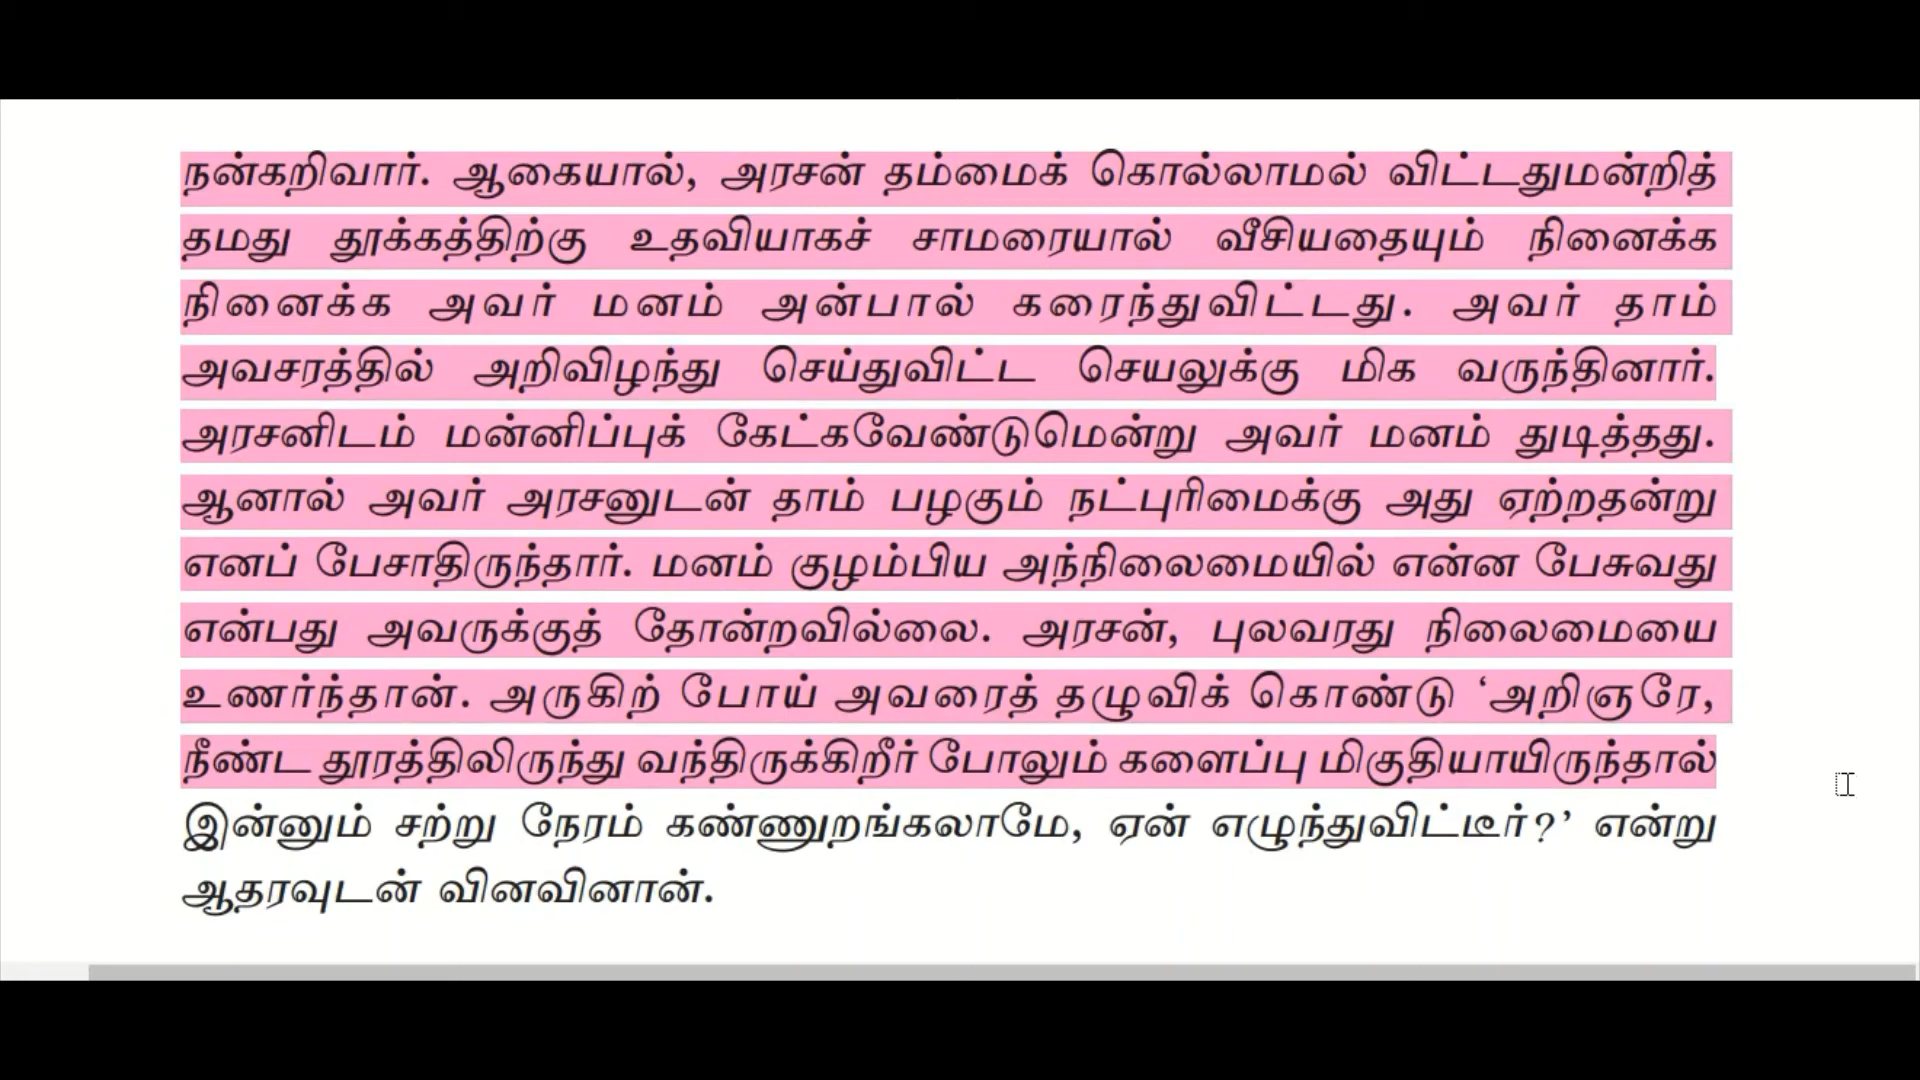 நன்கறிவார். ஆகையால், அரசன் தம்மைக் கொல்லாமல் விட்டதுமன்றித்
தமது தூக்கத்திற்கு உதவியாகச் சாமரையால் வீசியதையும் நினைக்க
நினைக்க அவர் மனம் அன்பால் கரைந்துவிட்டது. அவர் தாம்
அவசரத்தில் அறிவிழந்து செய்துவிட்ட செயலுக்கு மிக வருந்தினார்.
அரசனிடம் மன்னிப்புக் கேட்கவேண்டுமென்று அவர் மனம் துடித்தது.
ஆனால் அவர் அரசனுடன் தாம் பழகும் நட்புரிமைக்கு அது ஏற்றதன்று
எனப் பேசாதிருந்தார். மனம் குழம்பிய அந்நிலைமையில் என்ன பேசுவது
என்பது அவருக்குத் தோன்றவில்லை. அரசன், புலவரது நிலைமையை
உணர்ந்தான். அருகிற் போய் அவரைத் தழுவிக் கொண்டு ‘அறிஞரே,
நீண்ட தூரத்திலிருந்து வந்திருக்கிறீர் போலும் களைப்பு மிகுதியாயிருந்தால்
இன்னும் சற்று நேரம் கண்ணுறங்கலாமே, ஏன் எழுந்துவிட்டீர்?’ என்று
ஆதரவுடன் வினவினான்.